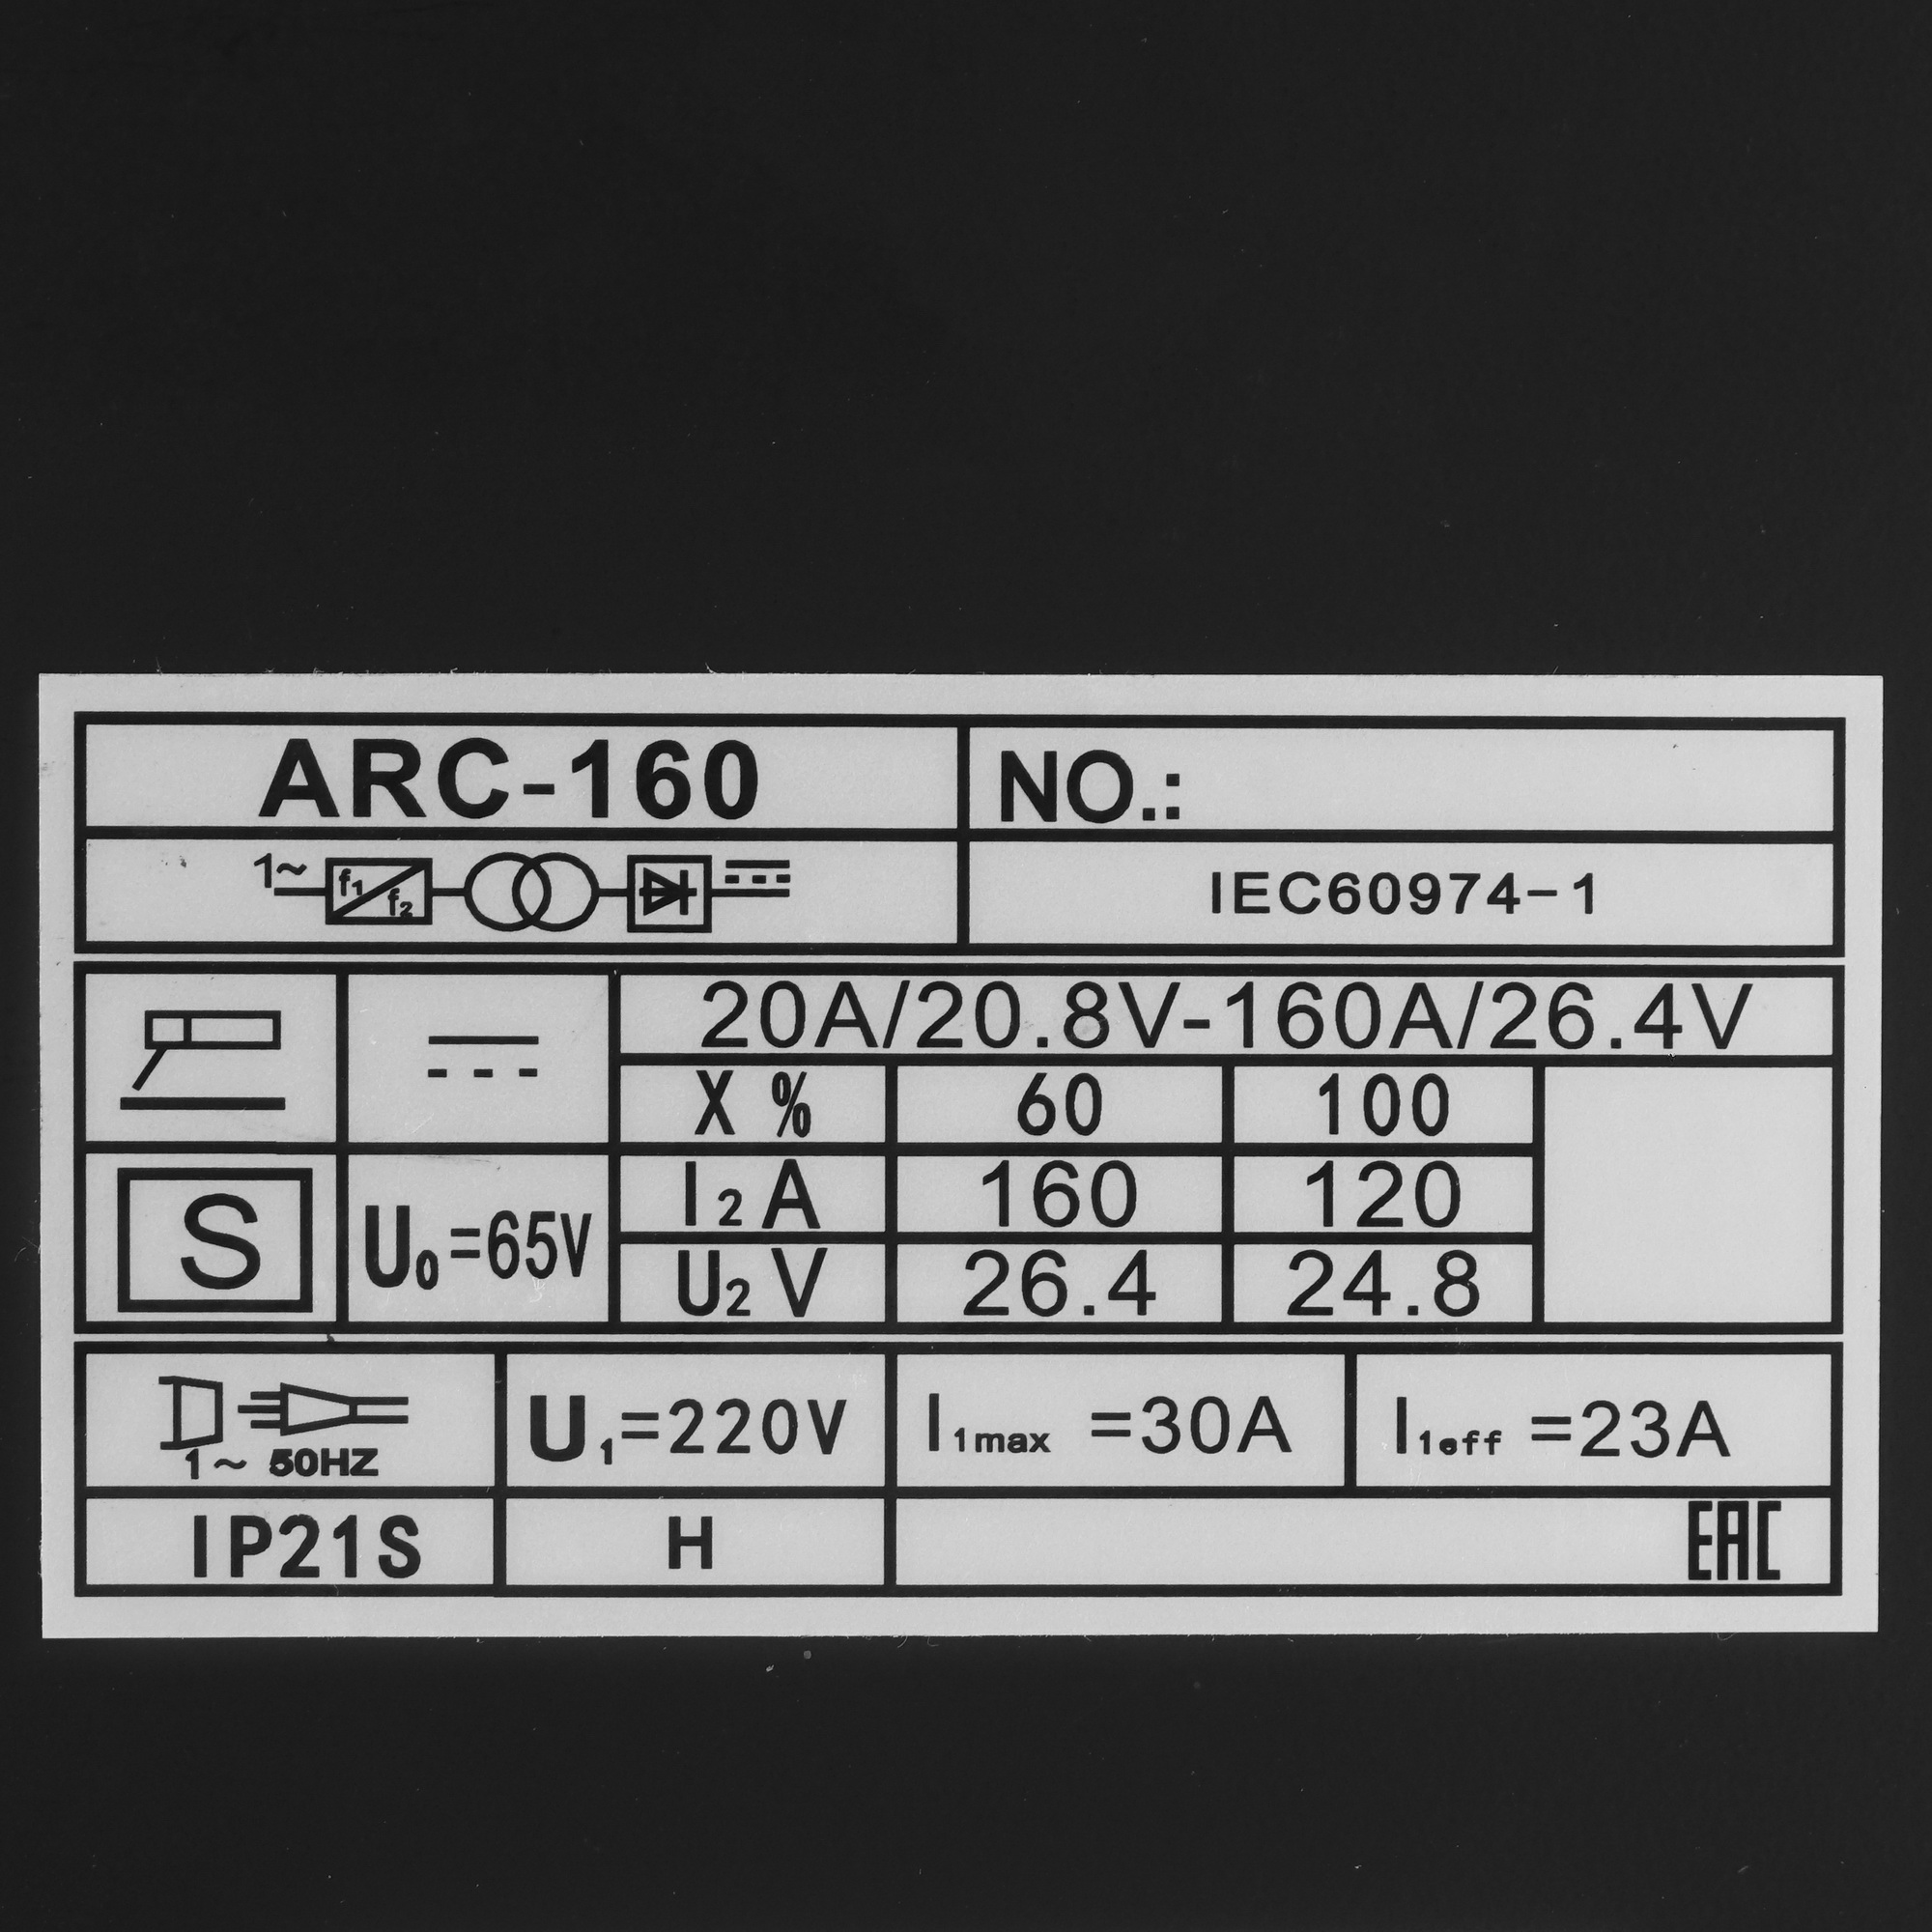 ARC-160
NO.:
1~ f1 f2
IEC60974-1
20A/20.8V-160A/26.4V
X % 60 100
S
U0=65V
I2 A 160 120
U2 V 26.4 24.8
1~ 50HZ
U1=220V
I1max =30A
I1eff =23A
IP21S
H
EAC